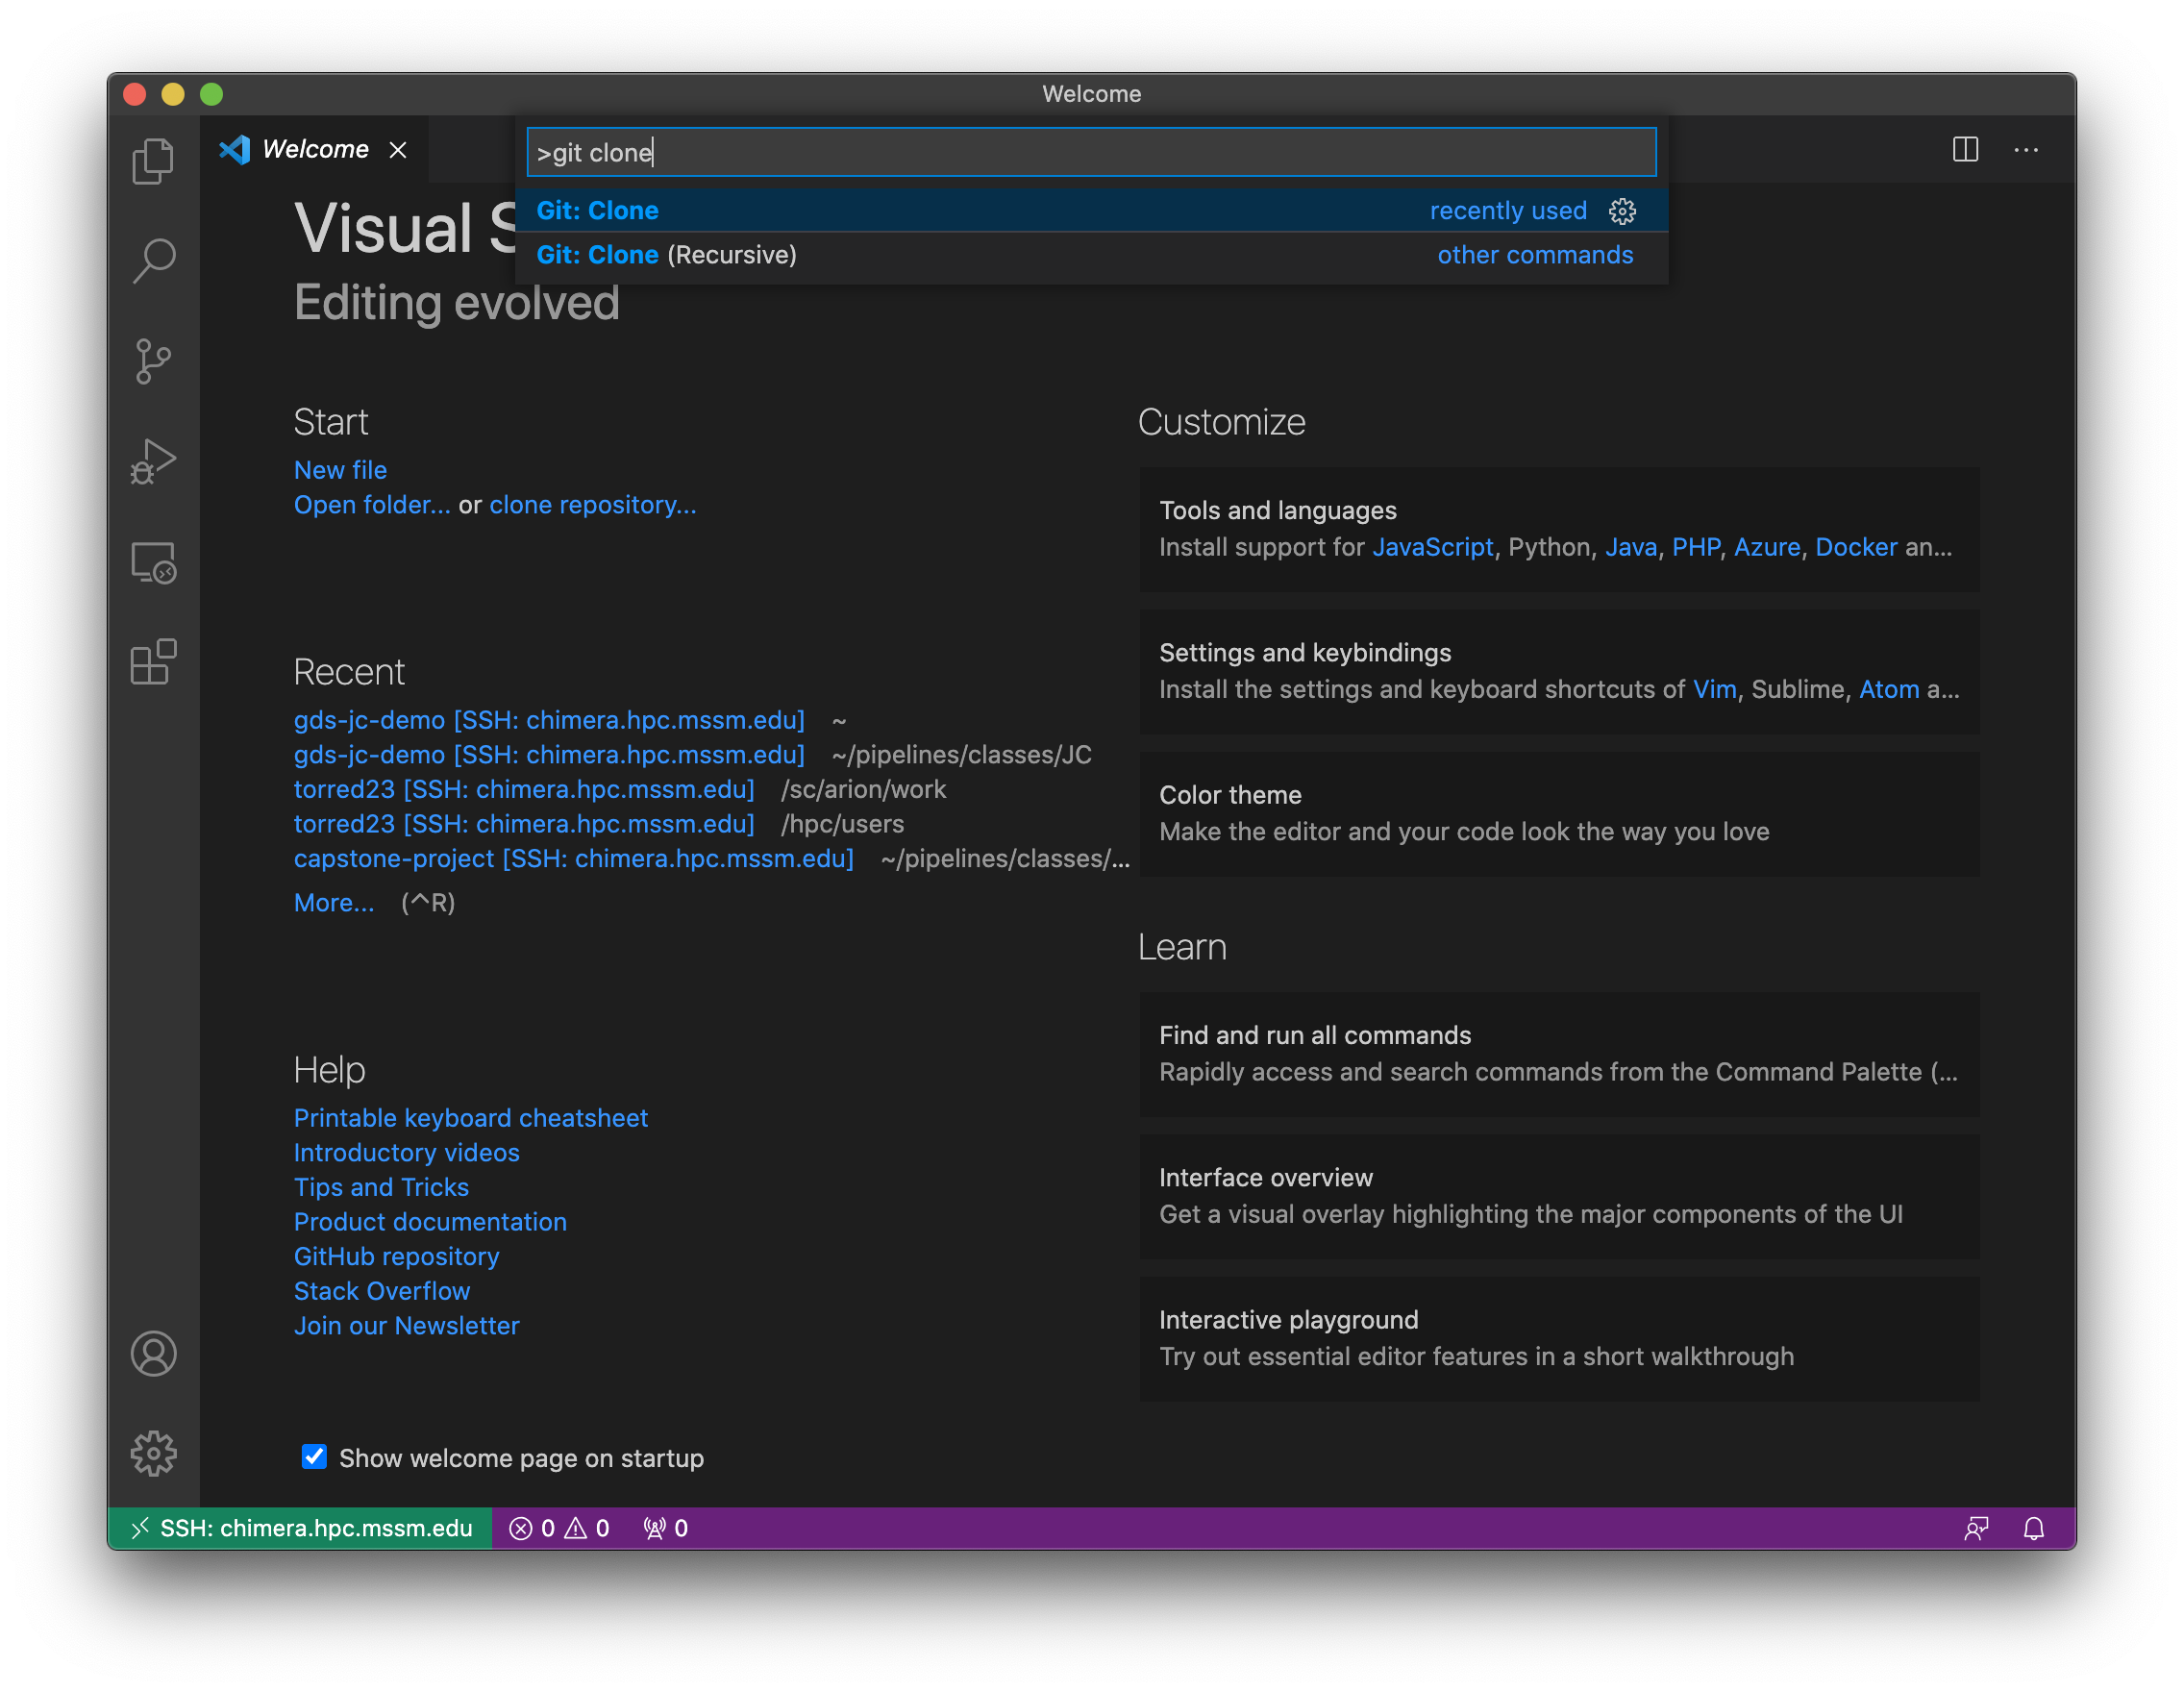 Welcome
Welcome
>git clone
Git: Clone recently used
Git: Clone (Recursive) other commands
Visual S
Editing evolved
Start
New file
Open folder... or clone repository...
Recent
gds-jc-demo [SSH: chimera.hpc.mssm.edu] ~
gds-jc-demo [SSH: chimera.hpc.mssm.edu] ~/pipelines/classes/JC
torred23 [SSH: chimera.hpc.mssm.edu] /sc/arion/work
torred23 [SSH: chimera.hpc.mssm.edu] /hpc/users
capstone-project [SSH: chimera.hpc.mssm.edu] ~/pipelines/classes/...
More... (^R)
Help
Printable keyboard cheatsheet
Introductory videos
Tips and Tricks
Product documentation
GitHub repository
Stack Overflow
Join our Newsletter
Show welcome page on startup
Customize
Tools and languages
Install support for JavaScript, Python, Java, PHP, Azure, Docker an...
Settings and keybindings
Install the settings and keyboard shortcuts of Vim, Sublime, Atom a...
Color theme
Make the editor and your code look the way you love
Learn
Find and run all commands
Rapidly access and search commands from the Command Palette (...
Interface overview
Get a visual overlay highlighting the major components of the UI
Interactive playground
Try out essential editor features in a short walkthrough
SSH: chimera.hpc.mssm.edu 0 0 0